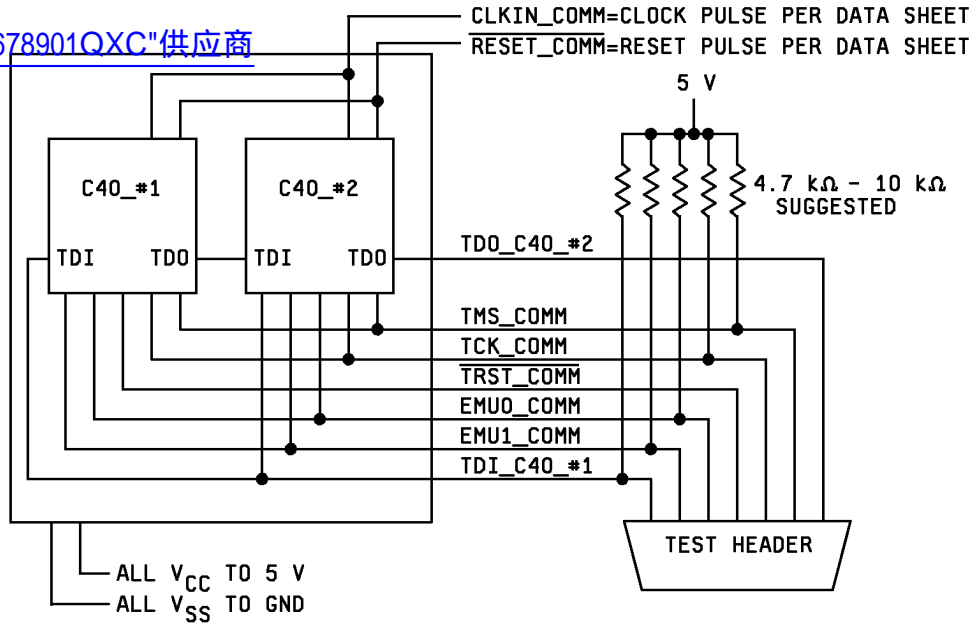 CLKIN_COMM=CLOCK PULSE PER DATA SHEET
678901QXC"供应商
RESET_COMM=RESET PULSE PER DATA SHEET
5 V
C40_#1
C40_#2
4.7 kΩ - 10 kΩ
SUGGESTED
TDO_C40_#2
TDI TDO
TDI TDO
TMS_COMM
TCK_COMM
TRST_COMM
EMU0_COMM
EMU1_COMM
TDI_C40_#1
TEST HEADER
ALL VCC TO 5 V
ALL VSS TO GND